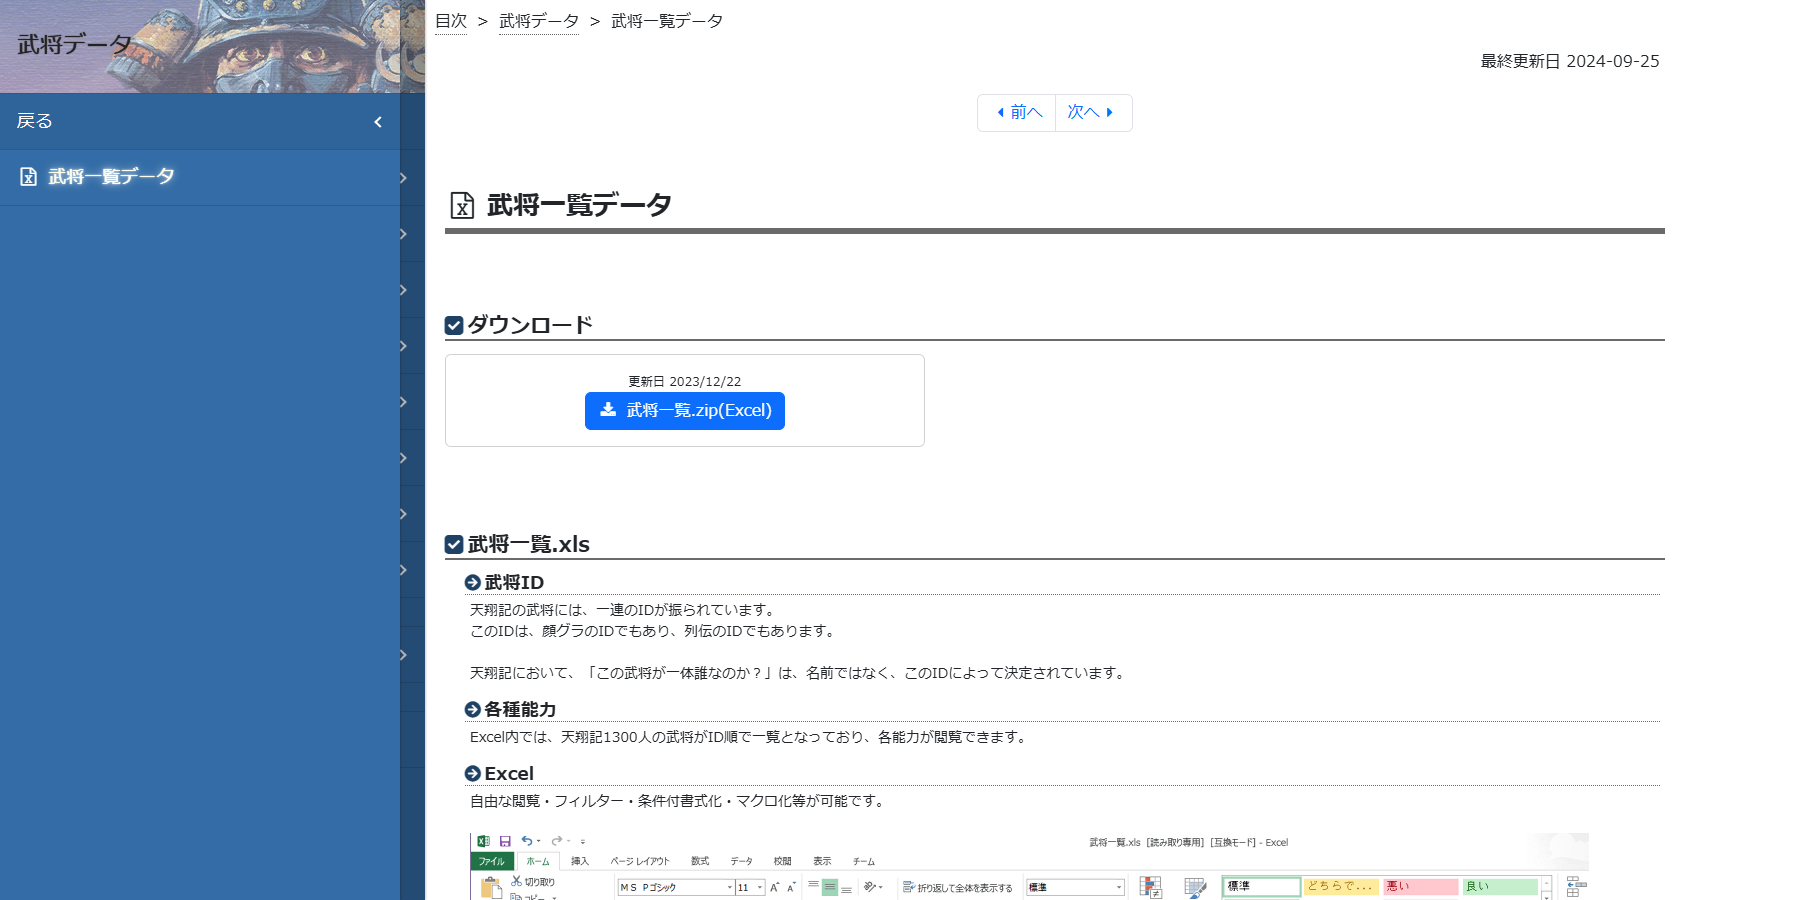 武将データ
戻る
武将一覧データ
目次 > 武将データ > 武将一覧データ
最終更新日 2024-09-25
前へ 次へ
武将一覧データ
ダウンロード
更新日 2023/12/22
武将一覧.zip(Excel)
武将一覧.xls
武将ID
天翔記の武将には、一連のIDが振られています。
このIDは、顔グラのIDでもあり、列伝のIDでもあります。
天翔記において、「この武将が一体誰なのか？」は、名前ではなく、このIDによって決定されています。
各種能力
Excel内では、天翔記1300人の武将がID順で一覧となっており、各能力が閲覧できます。
Excel
自由な閲覧・フィルター・条件付書式化・マクロ化等が可能です。
武将一覧.xls [読み取り専用] [互換モード] - Excel
ファイル ホーム 挿入 ページ レイアウト 数式 データ 校閲 表示 チーム
切り取り
ＭＳ Ｐゴシック 11 折り返して全体を表示する 標準 標準 どちらで... 悪い 良い
コピー